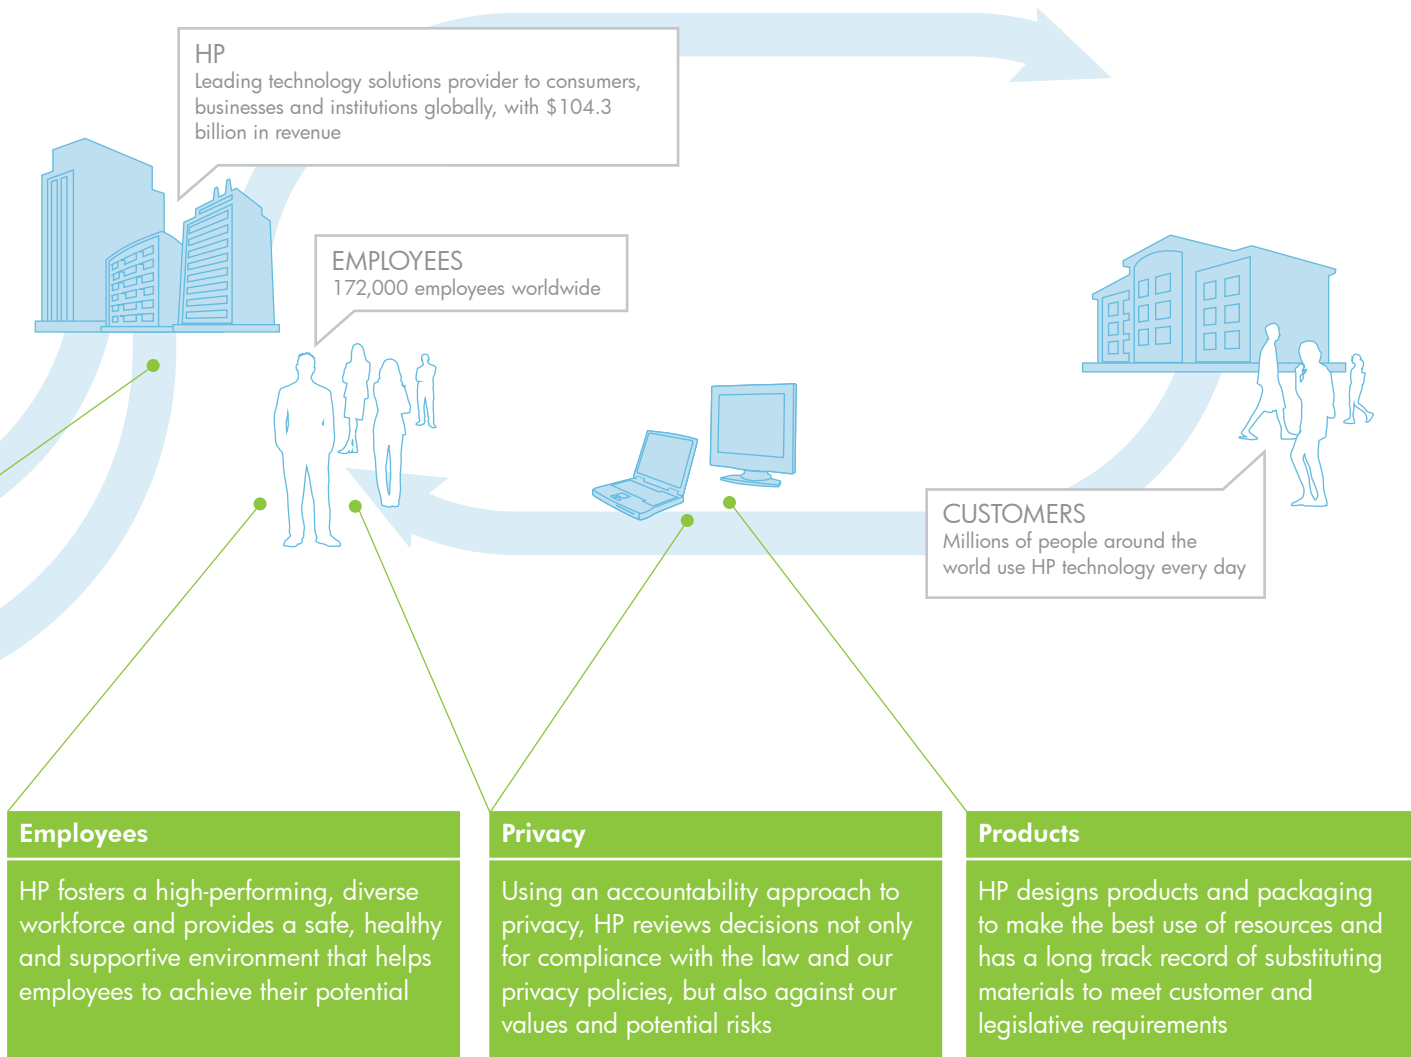 HP
Leading technology solutions provider to consumers,
businesses and institutions globally, with $104.3
billion in revenue
EMPLOYEES
172,000 employees worldwide
CUSTOMERS
Millions of people around the
world use HP technology every day
Employees
HP fosters a high-performing, diverse
workforce and provides a safe, healthy
and supportive environment that helps
employees to achieve their potential
Privacy
Using an accountability approach to
privacy, HP reviews decisions not only
for compliance with the law and our
privacy policies, but also against our
values and potential risks
Products
HP designs products and packaging
to make the best use of resources and
has a long track record of substituting
materials to meet customer and
legislative requirements